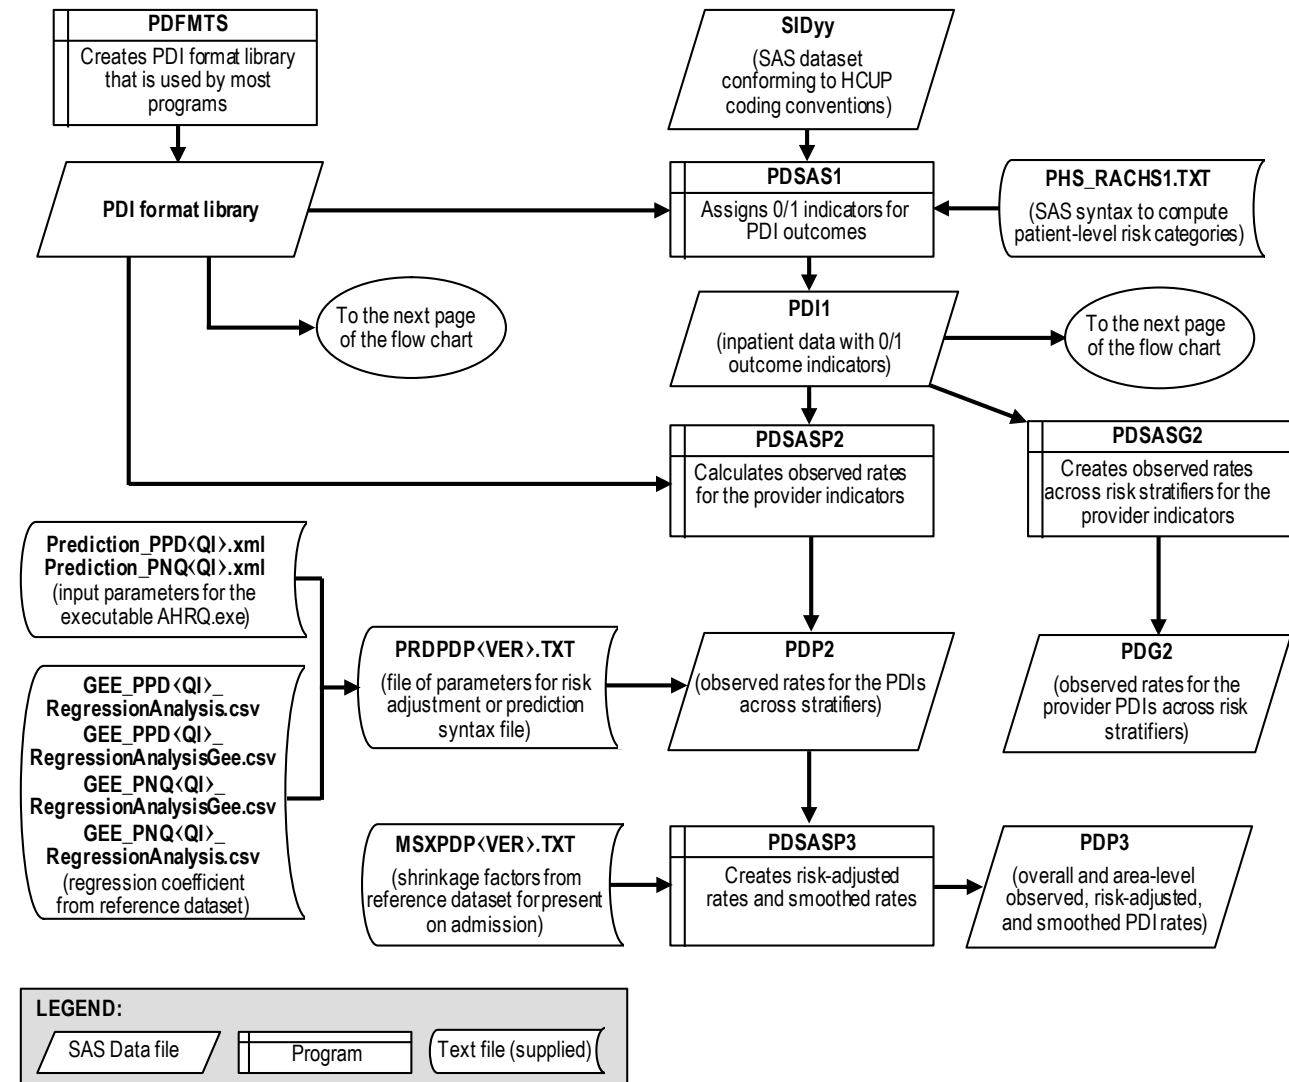 PDFMTS
Creates PDI format library
that is used by most
programs
SIDyy
(SAS dataset
conforming to HCUP
coding conventions)
PDI format library
PDSAS1
Assigns 0/1 indicators for
PDI outcomes
PHS_RACHS1.TXT
(SAS syntax to compute
patient-level risk categories)
To the next page
of the flow chart
PDI1
(inpatient data with 0/1
outcome indicators)
To the next page
of the flow chart
PDSASP2
Calculates observed rates
for the provider indicators
PDSASG2
Creates observed rates
across risk stratifiers for the
provider indicators
Prediction_PPD<QI>.xml
Prediction_PNQ<QI>.xml
(input parameters for the
executable AHRQ.exe)
GEE_PPD<QI>_
RegressionAnalysis.csv
GEE_PPD<QI>_
RegressionAnalysisGee.csv
GEE_PNQ<QI>_
RegressionAnalysisGee.csv
GEE_PNQ<QI>_
RegressionAnalysis.csv
(regression coefficient
from reference dataset)
PRDPDP<VER>.TXT
(file of parameters for risk
adjustment or prediction
syntax file)
PDP2
(observed rates for the PDIs
across stratifiers)
PDG2
(observed rates for the
provider PDIs across risk
stratifiers)
MSXPDP<VER>.TXT
(shrinkage factors from
reference dataset for present
on admission)
PDSASP3
Creates risk-adjusted
rates and smoothed rates
PDP3
(overall and area-level
observed, risk-adjusted,
and smoothed PDI rates)
LEGEND:
SAS Data file
Program
Text file (supplied)